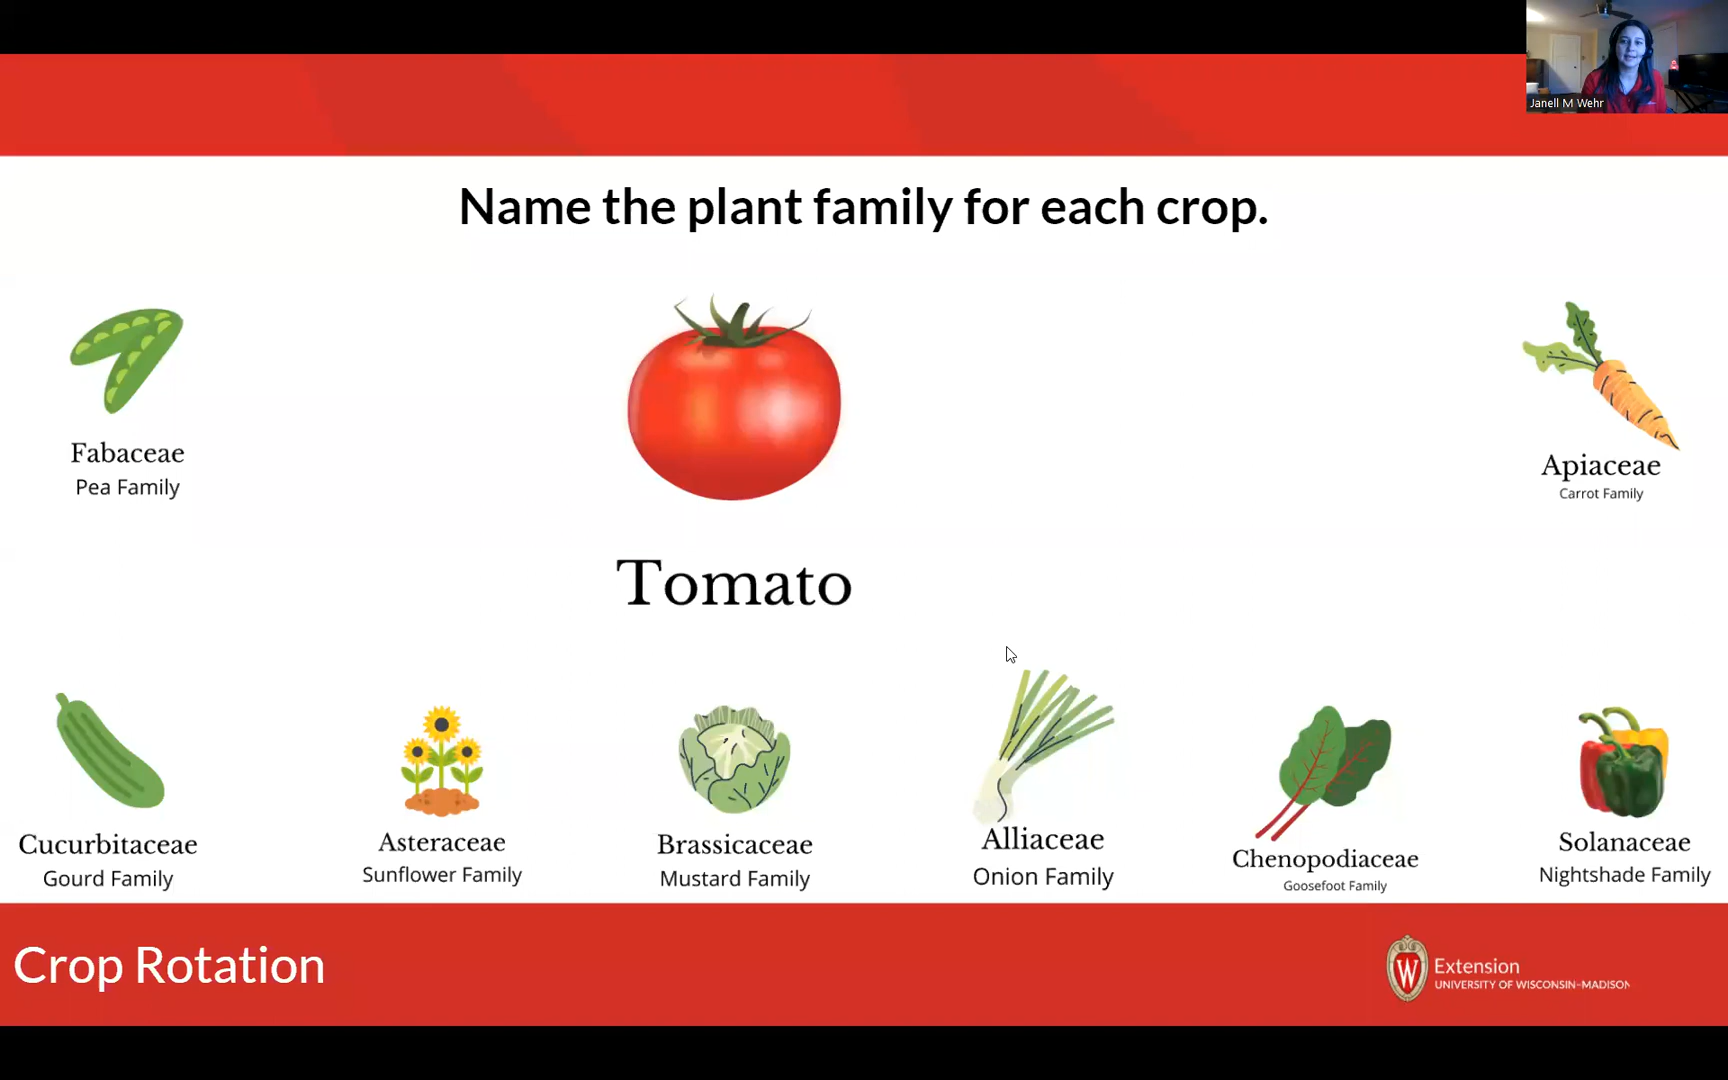 Janell M Wehr
Name the plant family for each crop.
Fabaceae
Pea Family
Tomato
Apiaceae
Carrot Family
Cucurbitaceae
Gourd Family
Asteraceae
Sunflower Family
Brassicaceae
Mustard Family
Alliaceae
Onion Family
Chenopodiaceae
Goosefoot Family
Solanaceae
Nightshade Family
Crop Rotation
W
Extension
UNIVERSITY OF WISCONSIN–MADISON